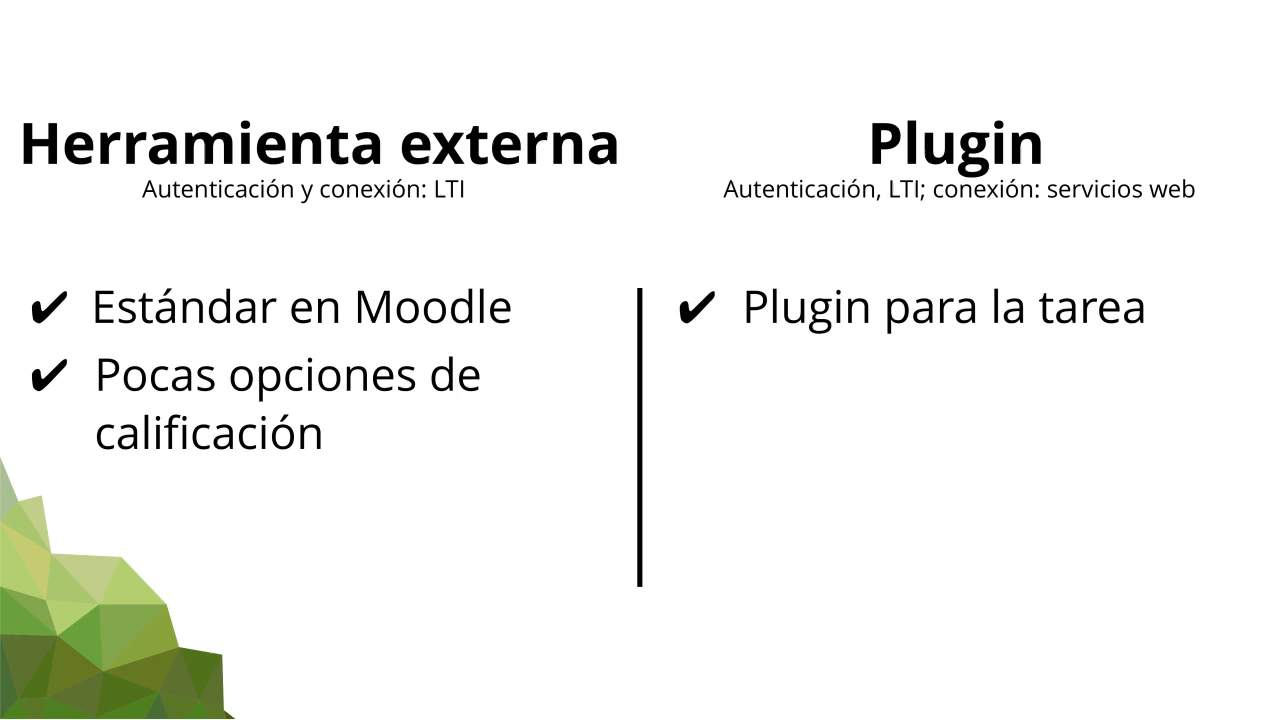 Herramienta externa
Autenticación y conexión: LTI
✔ Estándar en Moodle
✔ Pocas opciones de
calificación
Plugin
Autenticación, LTI; conexión: servicios web
✔ Plugin para la tarea